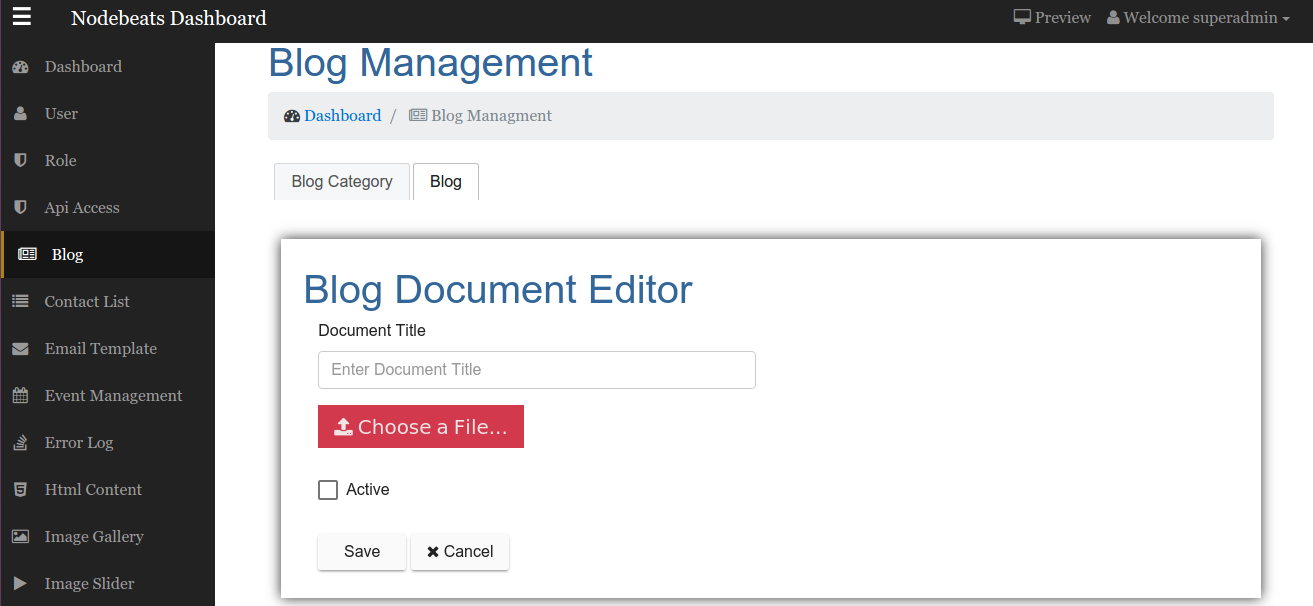 Nodebeats Dashboard
Preview
Welcome superadmin
Dashboard
User
Role
Api Access
Blog
Contact List
Email Template
Event Management
Error Log
Html Content
Image Gallery
Image Slider
Blog Management
Dashboard / Blog Managment
Blog Category
Blog
Blog Document Editor
Document Title
Enter Document Title
Choose a File...
Active
Save
Cancel